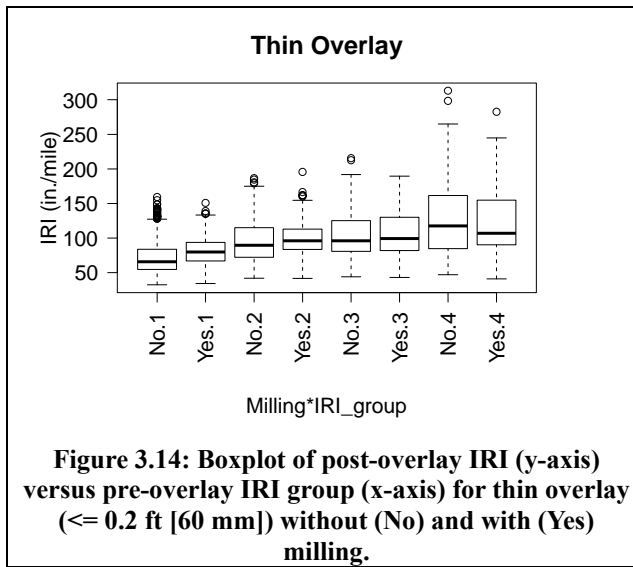 Thin Overlay
300
250
200
150
100
50
IRI (in./mile)
No.1
Yes.1
No.2
Yes.2
No.3
Yes.3
No.4
Yes.4
Milling*IRI_group
Figure 3.14: Boxplot of post-overlay IRI (y-axis)
versus pre-overlay IRI group (x-axis) for thin overlay
(<= 0.2 ft [60 mm]) without (No) and with (Yes)
milling.